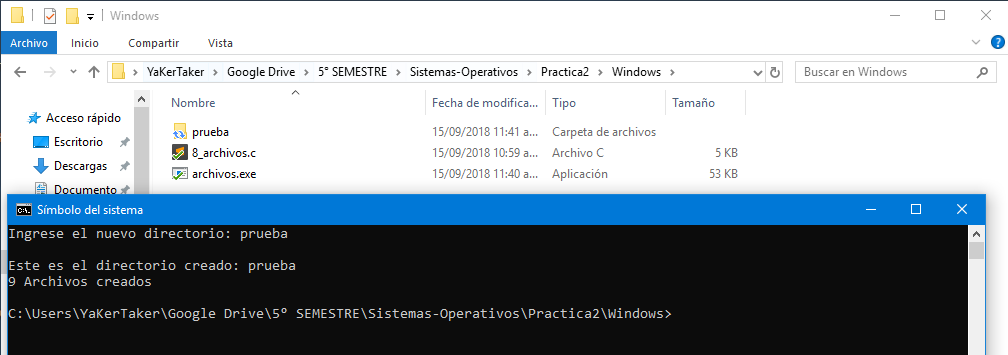 Windows
Archivo Inicio Compartir Vista
YaKerTaker Google Drive 5° SEMESTRE Sistemas-Operativos Practica2 Windows Buscar en Windows
Nombre Fecha de modifica... Tipo Tamaño
Acceso rápido
Escritorio
Descargas
Documento
prueba 15/09/2018 11:41 a... Carpeta de archivos
8_archivos.c 15/09/2018 10:59 a... Archivo C 5 KB
archivos.exe 15/09/2018 11:40 a... Aplicación 53 KB
C:\. Símbolo del sistema
Ingrese el nuevo directorio: prueba
Este es el directorio creado: prueba
9 Archivos creados
C:\Users\YaKerTaker\Google Drive\5º SEMESTRE\Sistemas-Operativos\Practica2\Windows>